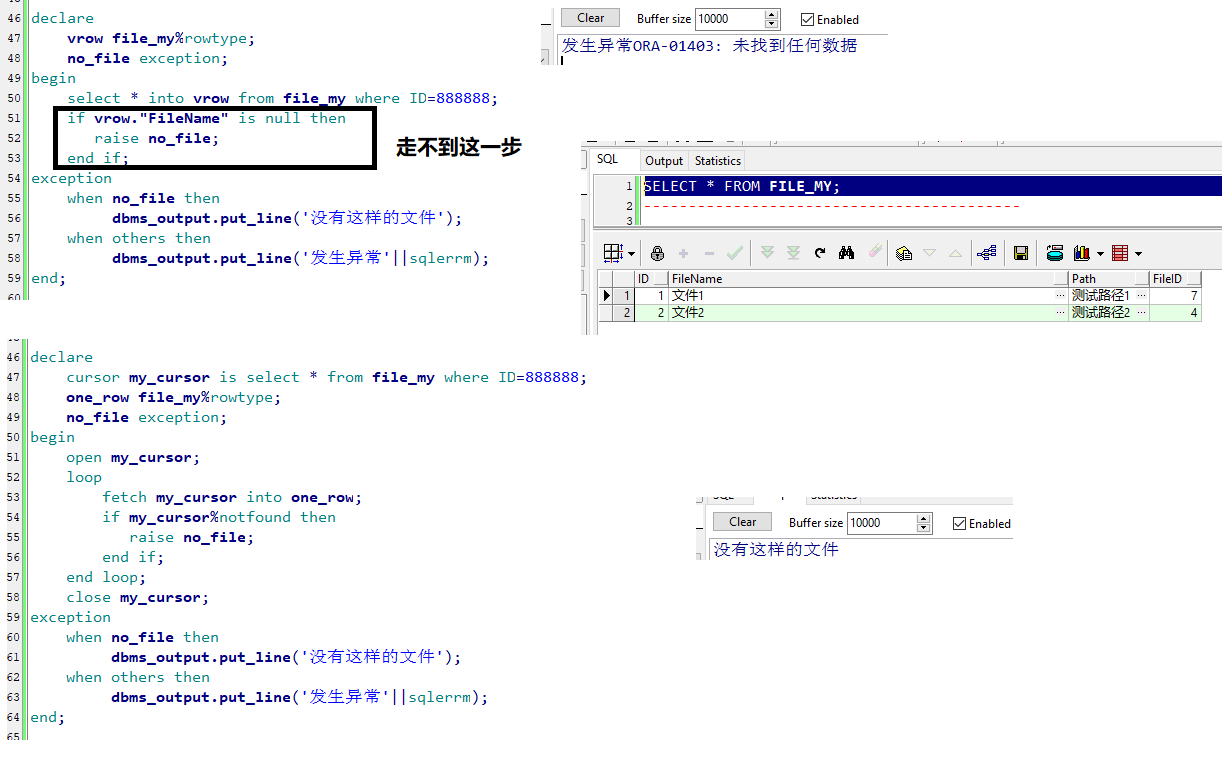 46 declare
47 vrow file_my%rowtype;
48 no_file exception;
49 begin
50 select * into vrow from file_my where ID=888888;
51 if vrow."FileName" is null then
52 raise no_file;
53 end if;
54 exception
55 when no_file then
56 dbms_output.put_line('没有这样的文件');
57 when others then
58 dbms_output.put_line('发生异常'||sqlerrm);
59 end;
60
走不到这一步
Clear Buffer size 10000 Enabled
发生异常ORA-01403: 未找到任何数据
SQL Output Statistics
1 SELECT * FROM FILE_MY;
2 ------------------------------------------
3
ID FileName Path FileID
1 1 文件1 ... 测试路径1 ... 7
2 2 文件2 ... 测试路径2 ... 4
46 declare
47 cursor my_cursor is select * from file_my where ID=888888;
48 one_row file_my%rowtype;
49 no_file exception;
50 begin
51 open my_cursor;
52 loop
53 fetch my_cursor into one_row;
54 if my_cursor%notfound then
55 raise no_file;
56 end if;
57 end loop;
58 close my_cursor;
59 exception
60 when no_file then
61 dbms_output.put_line('没有这样的文件');
62 when others then
63 dbms_output.put_line('发生异常'||sqlerrm);
64 end;
65
Clear Buffer size 10000 Enabled
没有这样的文件